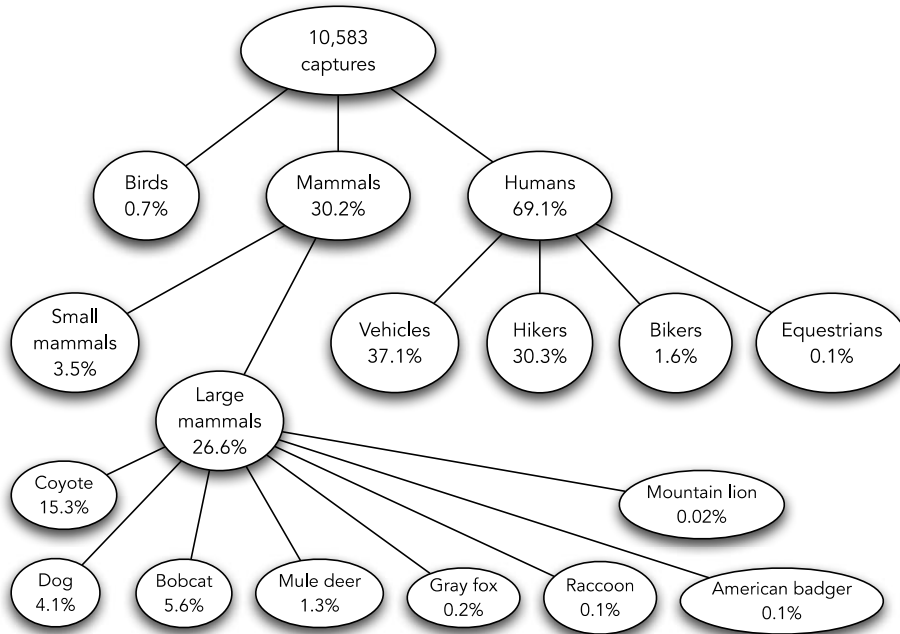 10,583
captures
Birds
0.7%
Mammals
30.2%
Humans
69.1%
Small
mammals
3.5%
Vehicles
37.1%
Hikers
30.3%
Bikers
1.6%
Equestrians
0.1%
Large
mammals
26.6%
Coyote
15.3%
Mountain lion
0.02%
Dog
4.1%
Bobcat
5.6%
Mule deer
1.3%
Gray fox
0.2%
Raccoon
0.1%
American badger
0.1%